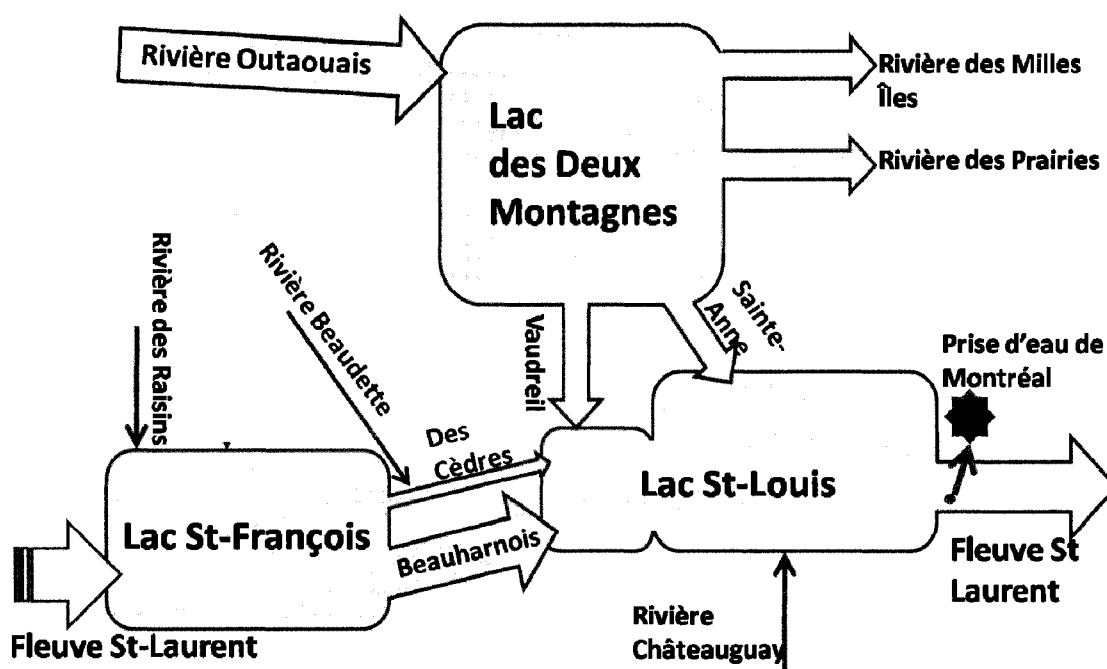 Rivière Outaouais
Lac
des Deux
Montagnes
Rivière des Milles
Îles
Rivière des Prairies
Rivière des Raisins
Rivière Beaudette
Vaudreil
Sainte-
Anne
Prise d'eau de
Montréal
Des
Cèdres
Lac St-François
Beauharnois
Lac St-Louis
Fleuve St-Laurent
Rivière
Châteauguay
Fleuve St
Laurent